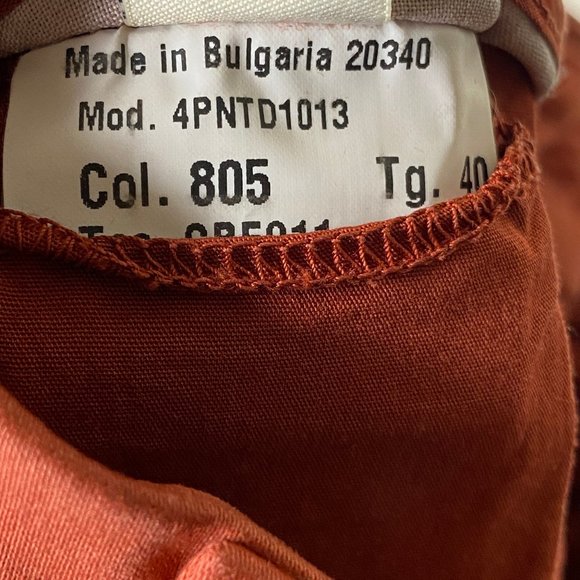 Made in Bulgaria 20340
Mod. 4PNTD1013
Col. 805 Tg. 40